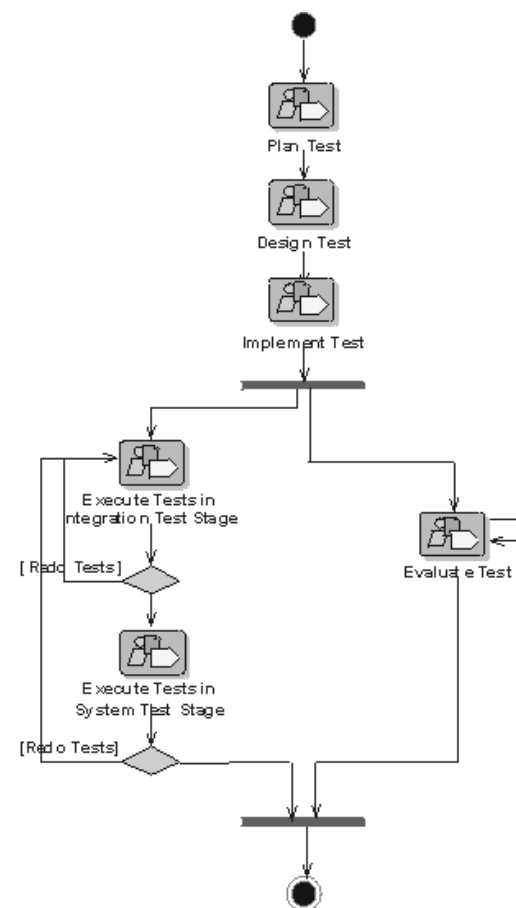 Plan Test
Design Test
Implement Test
Execute Tests in
ntegration Test Stage
[Redo Tests]
Evaluate Test
Execute Tests in
System Test Stage
[Redo Tests]